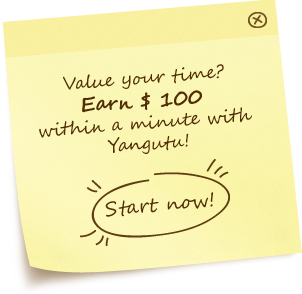 Value your time?
Earn $ 100
within a minute with
Yangutu!
Start now!